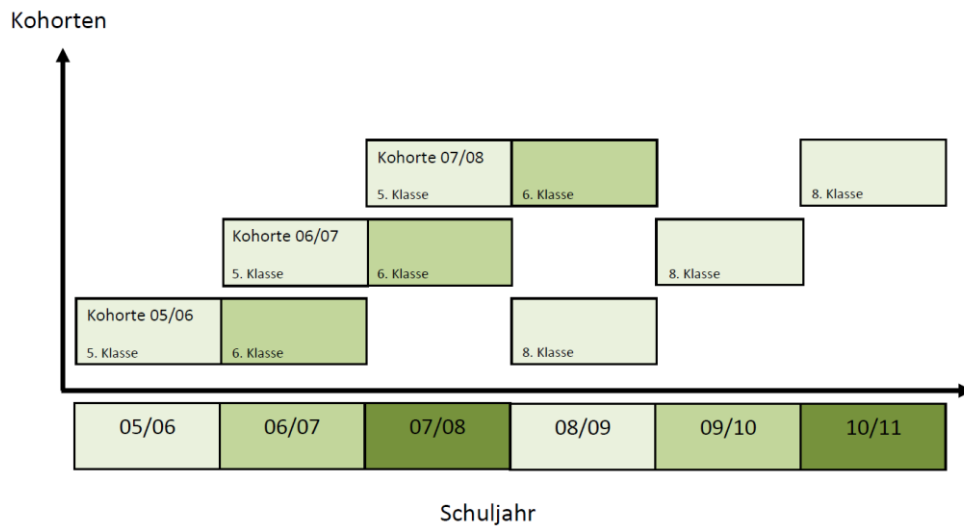 Kohorten
Kohorte 07/08
5. Klasse
6. Klasse
8. Klasse
Kohorte 06/07
5. Klasse
6. Klasse
8. Klasse
Kohorte 05/06
5. Klasse
6. Klasse
8. Klasse
05/06
06/07
07/08
08/09
09/10
10/11
Schuljahr